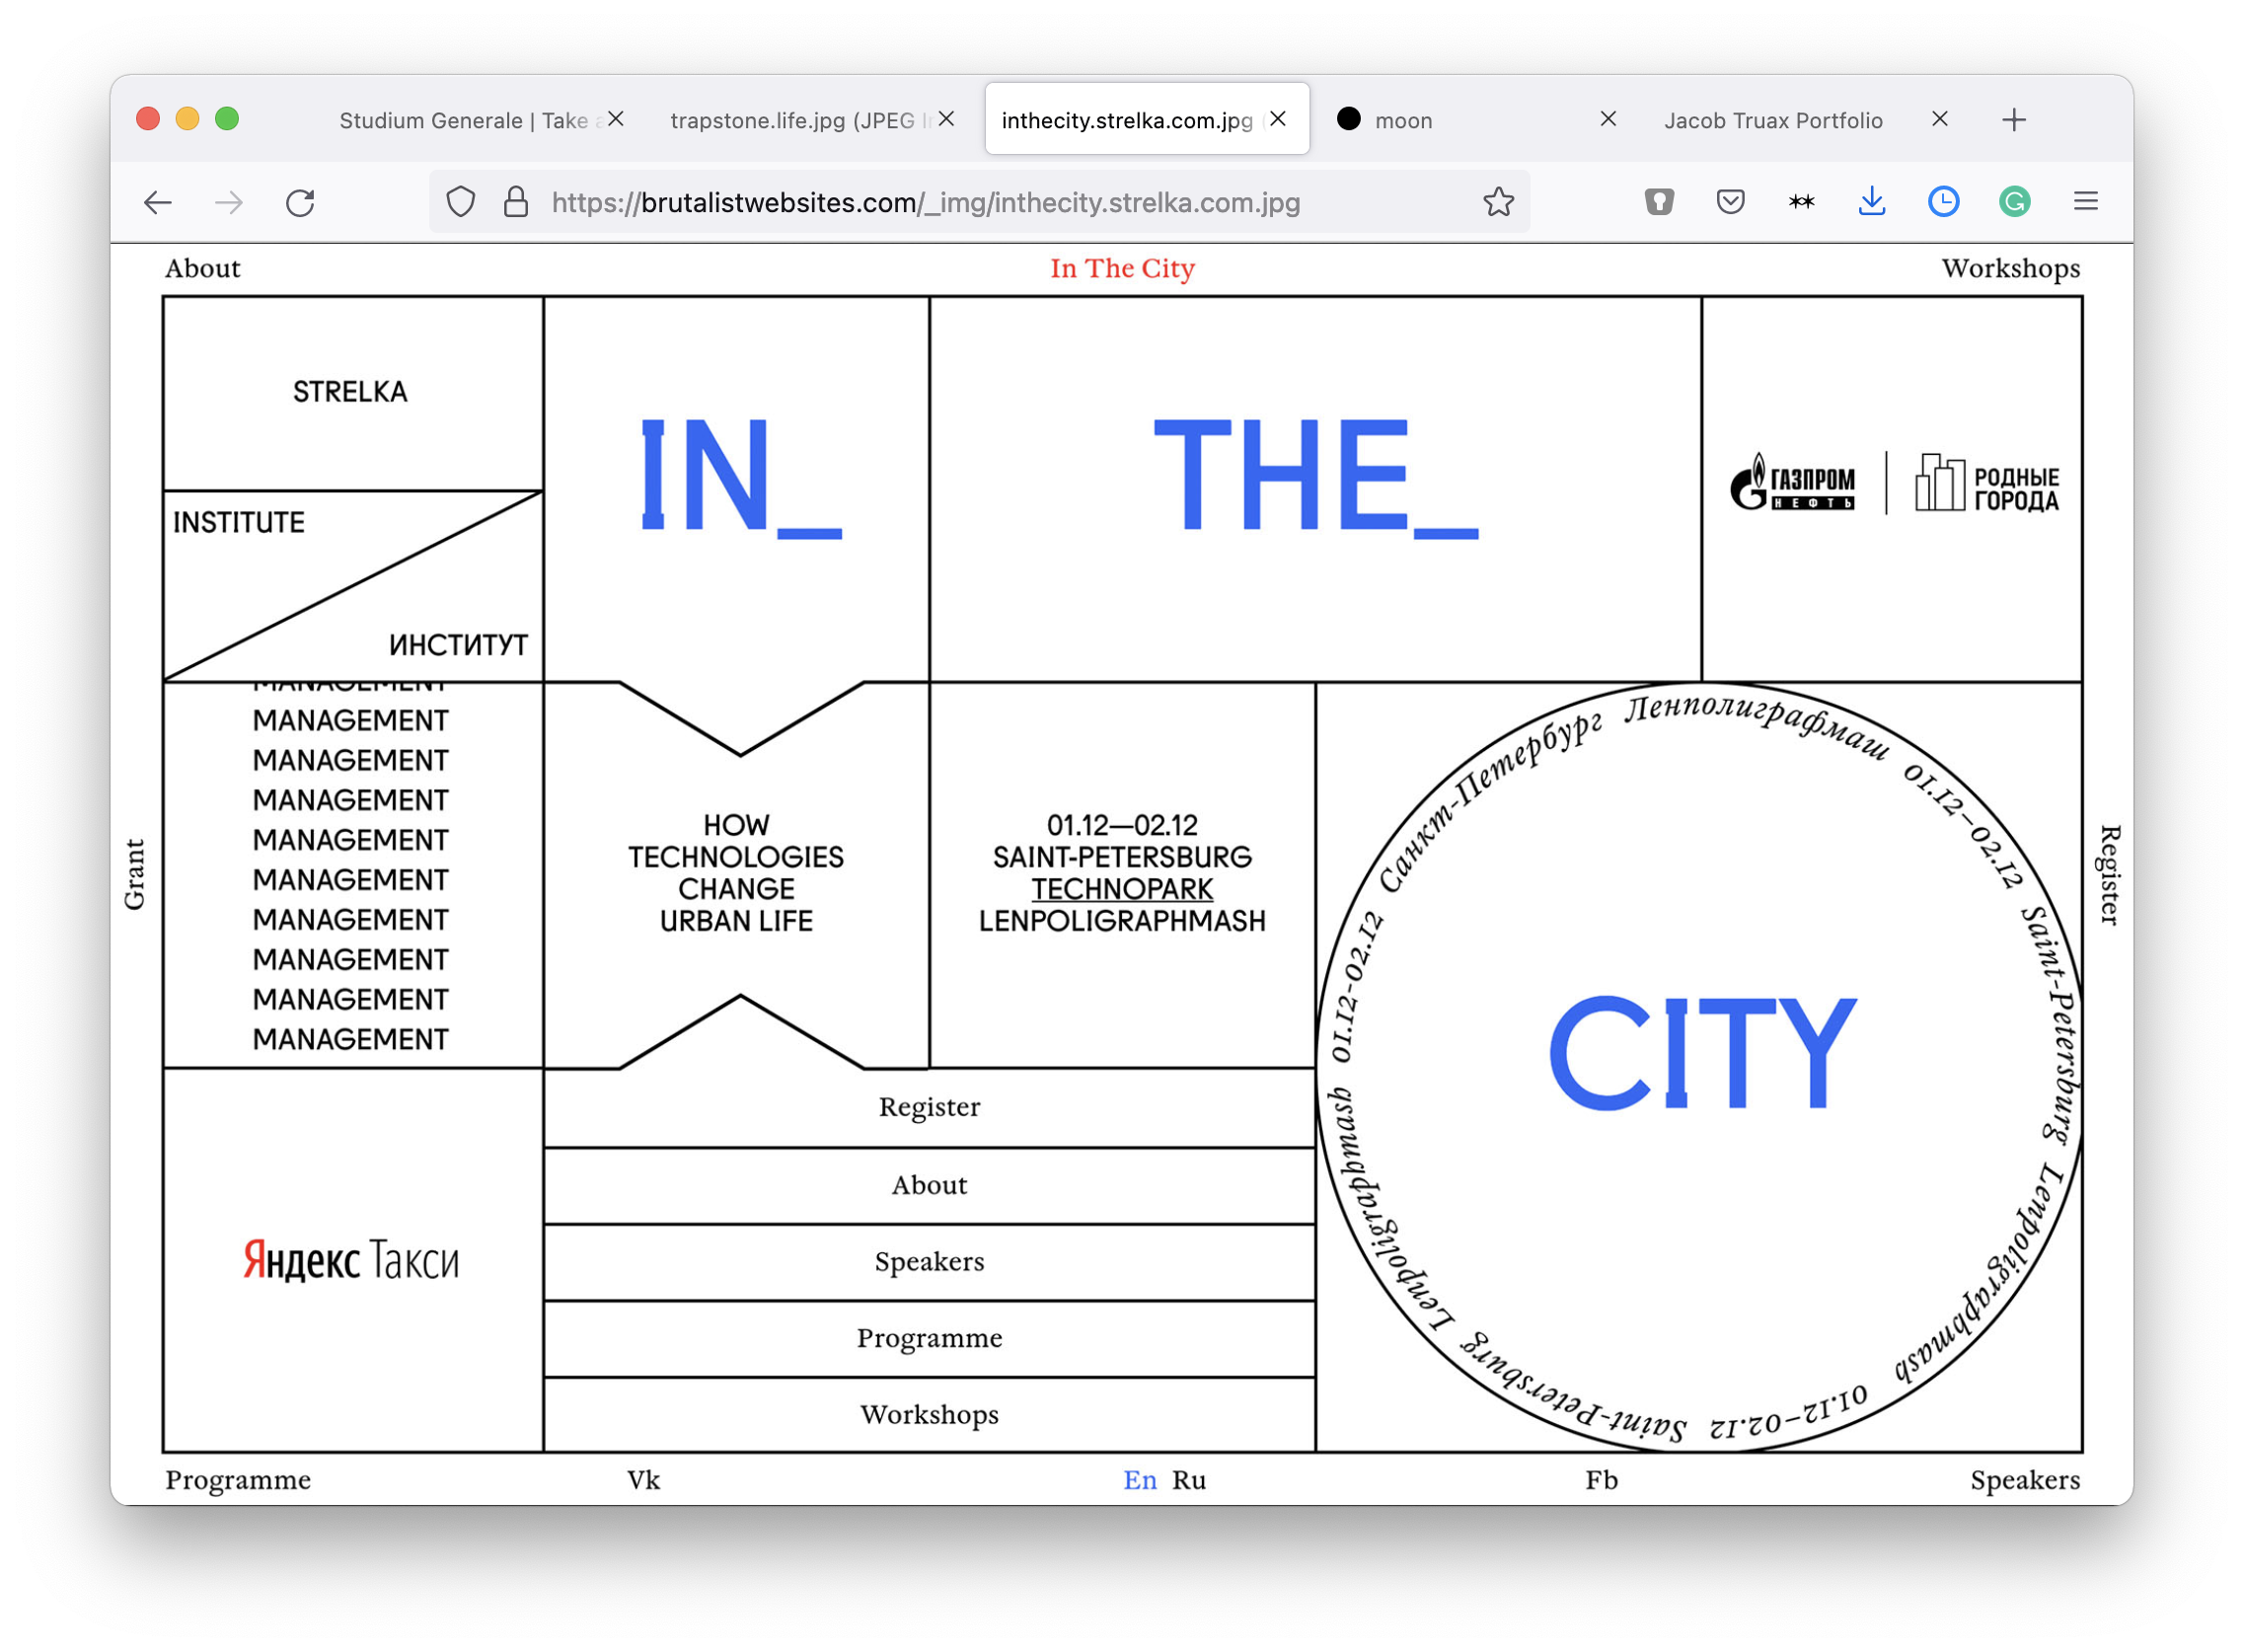 Studium Generale | Take a
trapstone.life.jpg (JPEG I
inthecity.strelka.com.jpg
moon
Jacob Truax Portfolio
https://brutalistwebsites.com/_img/inthecity.strelka.com.jpg
About
In The City
Workshops
STRELKA
IN_
THE_
ГАЗПРОМ
НЕФТЬ
РОДНЫЕ
ГОРОДА
INSTITUTE
ИНСТИТУТ
Grant
MANAGEMENT
MANAGEMENT
MANAGEMENT
MANAGEMENT
MANAGEMENT
MANAGEMENT
MANAGEMENT
MANAGEMENT
MANAGEMENT
MANAGEMENT
HOW
TECHNOLOGIES
CHANGE
URBAN LIFE
01.12—02.12
SAINT-PETERSBURG
TECHNOPARK
LENPOLIGRAPHMASH
01.12-02.12 Санкт-Петербург Ленполиграфмаш 01.12-02.12 Saint-Petersburg Lenpoligraphmash 01.12-02.12 Saint-Petersburg Lenpoligraphmash
CITY
Register
Яндекс Такси
Register
About
Speakers
Programme
Workshops
Programme
Vk
En Ru
Fb
Speakers